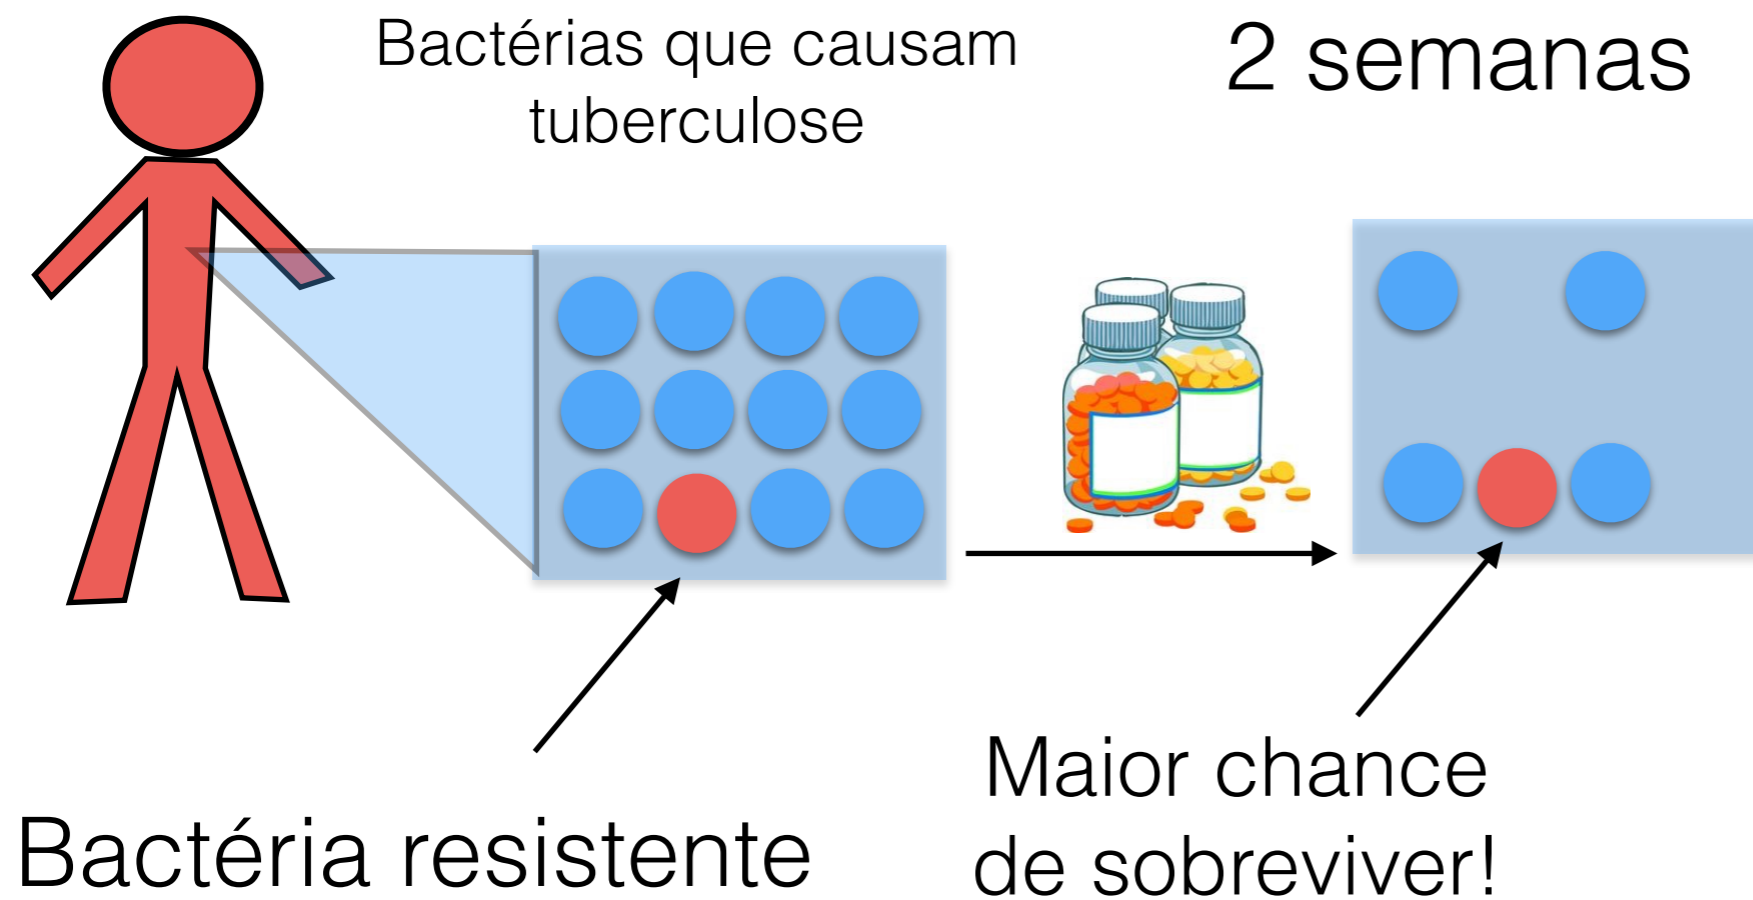 Bactérias que causam
tuberculose
2 semanas
Bactéria resistente
Maior chance
de sobreviver!